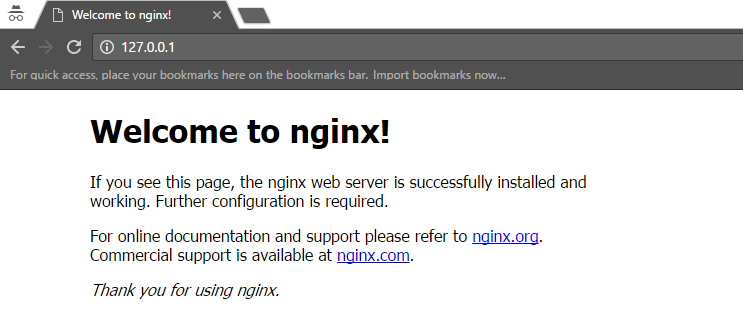 Welcome to nginx!
127.0.0.1
For quick access, place your bookmarks here on the bookmarks bar. Import bookmarks now...
Welcome to nginx!
If you see this page, the nginx web server is successfully installed and
working. Further configuration is required.
For online documentation and support please refer to nginx.org.
Commercial support is available at nginx.com.
Thank you for using nginx.